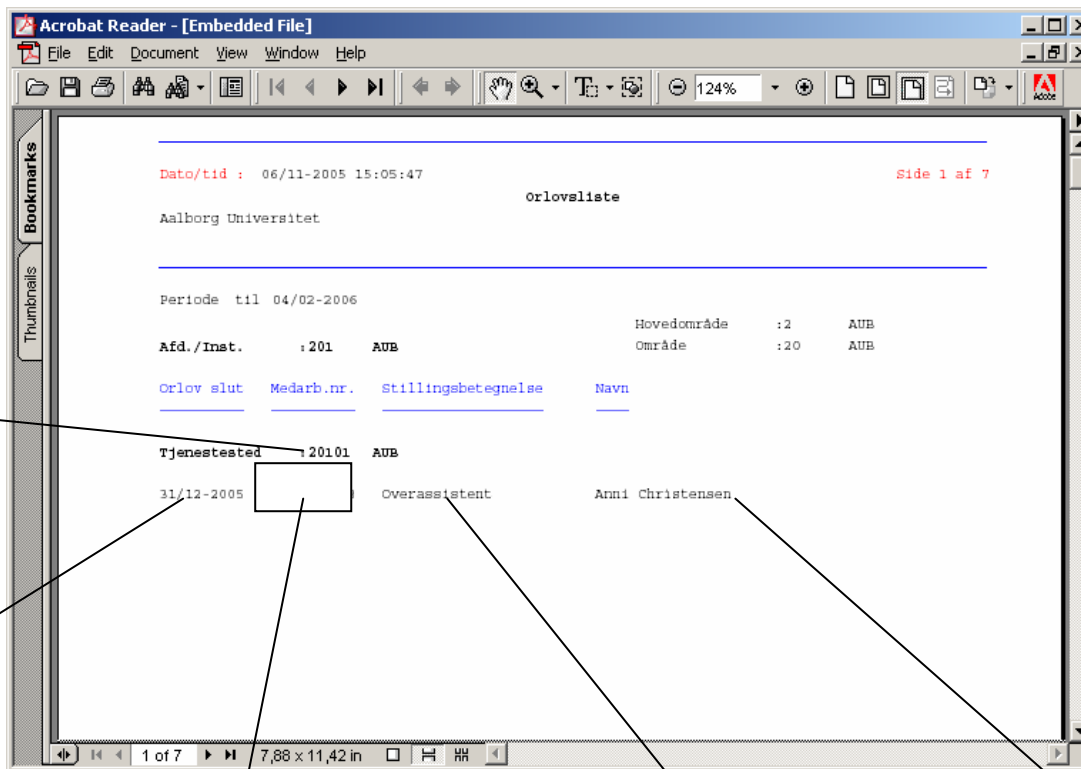 Acrobat Reader - [Embedded File]
File Edit Document View Window Help
124%
Adobe
Bookmarks
Thumbnails
Dato/tid : 06/11-2005 15:05:47 Side 1 af 7
Orlovsliste
Aalborg Universitet
Periode til 04/02-2006
Hovedområde :2 AUB
Afd./Inst. :201 AUB Område :20 AUB
Orlov slut Medarb.nr. Stillingsbetegnelse Navn
Tjenestested :20101 AUB
31/12-2005 Overassistent Anni Christensen
1 of 7 7,88 x 11,42 in